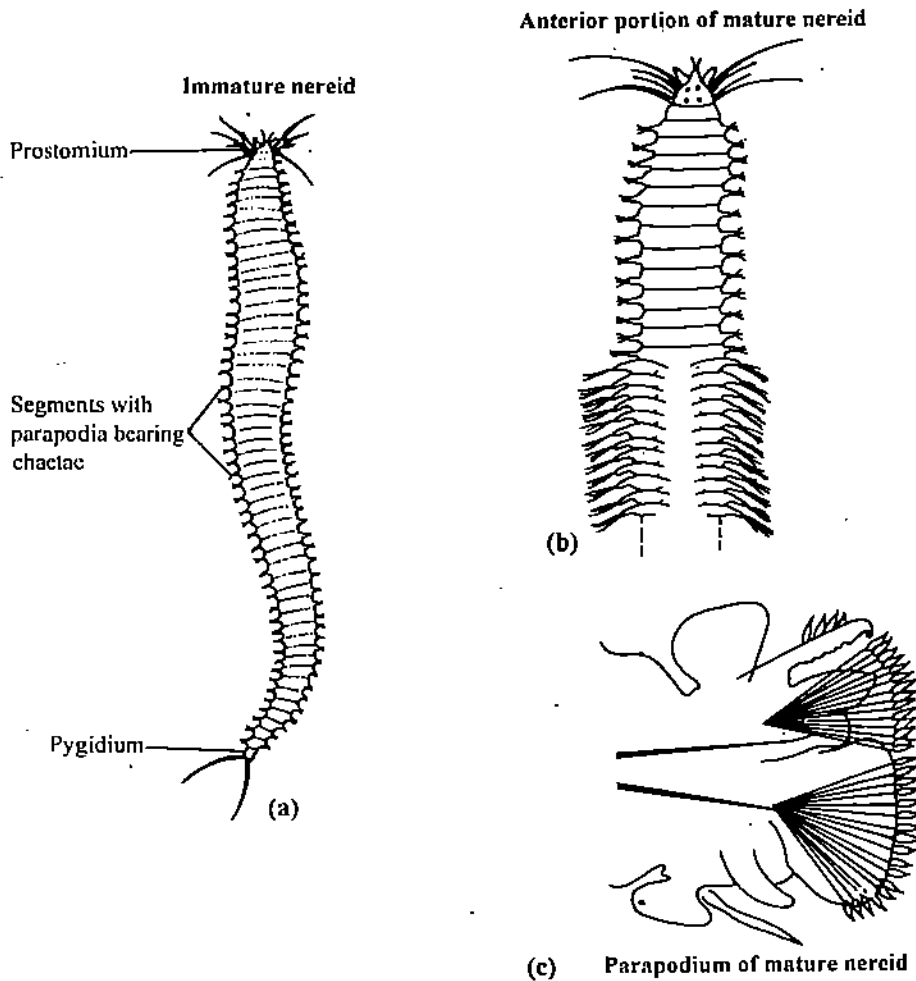 Immature nereid
Prostomium
Segments with
parapodia bearing
chaetae
Pygidium
(a)
Anterior portion of mature nereid
(b)
(c) Parapodium of mature nereid